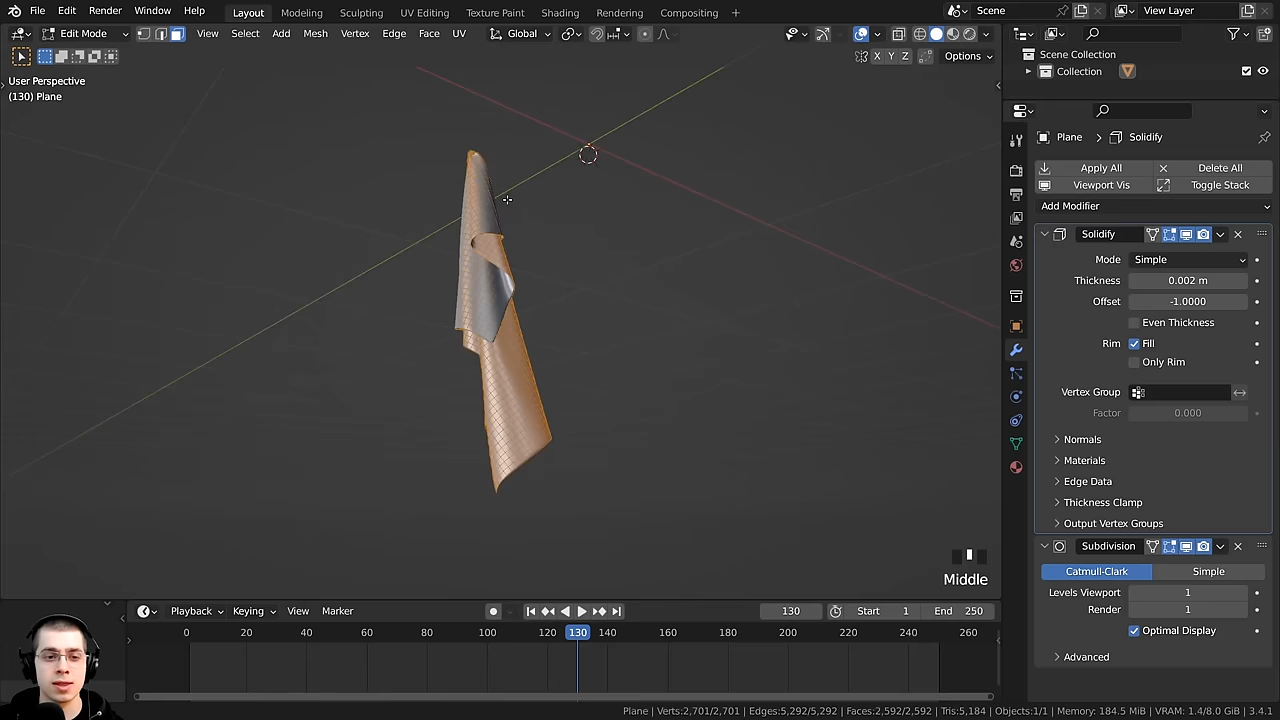 File Edit Render Window Help Layout Modeling Sculpting UV Editing Texture Paint Shading Rendering Compositing + Scene View Layer
Edit Mode View Select Add Mesh Vertex Edge Face UV Global
X Y Z Options
User Perspective
(130) Plane
Scene Collection
Collection
Plane > Solidify
Apply All Delete All
Viewport Vis Toggle Stack
Add Modifier
Solidify
Mode Simple
Thickness 0.002 m
Offset -1.0000
Even Thickness
Rim Fill
Only Rim
Vertex Group
Factor 0.000
Normals
Materials
Edge Data
Thickness Clamp
Output Vertex Groups
Subdivision
Catmull-Clark Simple
Levels Viewport 1
Render 1
Optimal Display
Advanced
Middle
Playback Keying View Marker 130 Start 1 End 250
0 20 40 60 80 100 120 130 140 160 180 200 220 240 260
Plane | Verts:2,701/2,701 | Edges:5,292/5,292 | Faces:2,592/2,592 | Tris:5,184 | Objects:1/1 | Memory: 184.5 MiB | VRAM: 1.4/8.0 GiB | 3.4.1